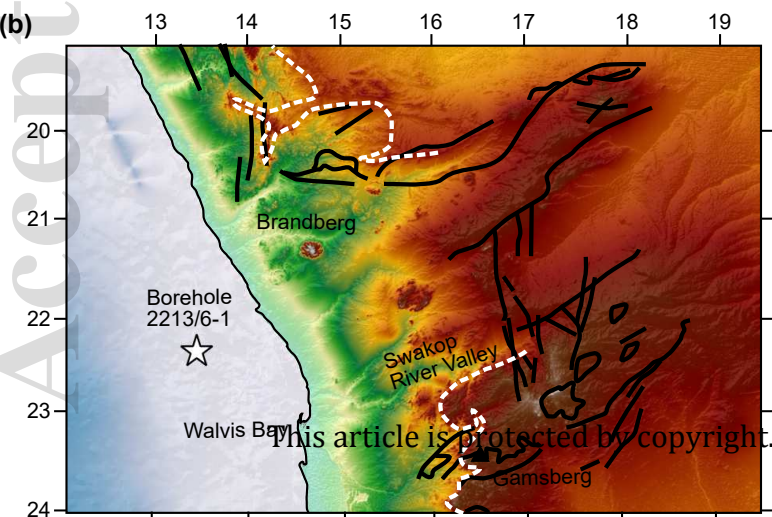 (b)
13 14 15 16 17 18 19
20
21
22
23
24
Brandberg
Borehole
2213/6-1
Swakop
River Valley
Walvis Bay
This article is protected by copyright.
Gamsberg
Accept